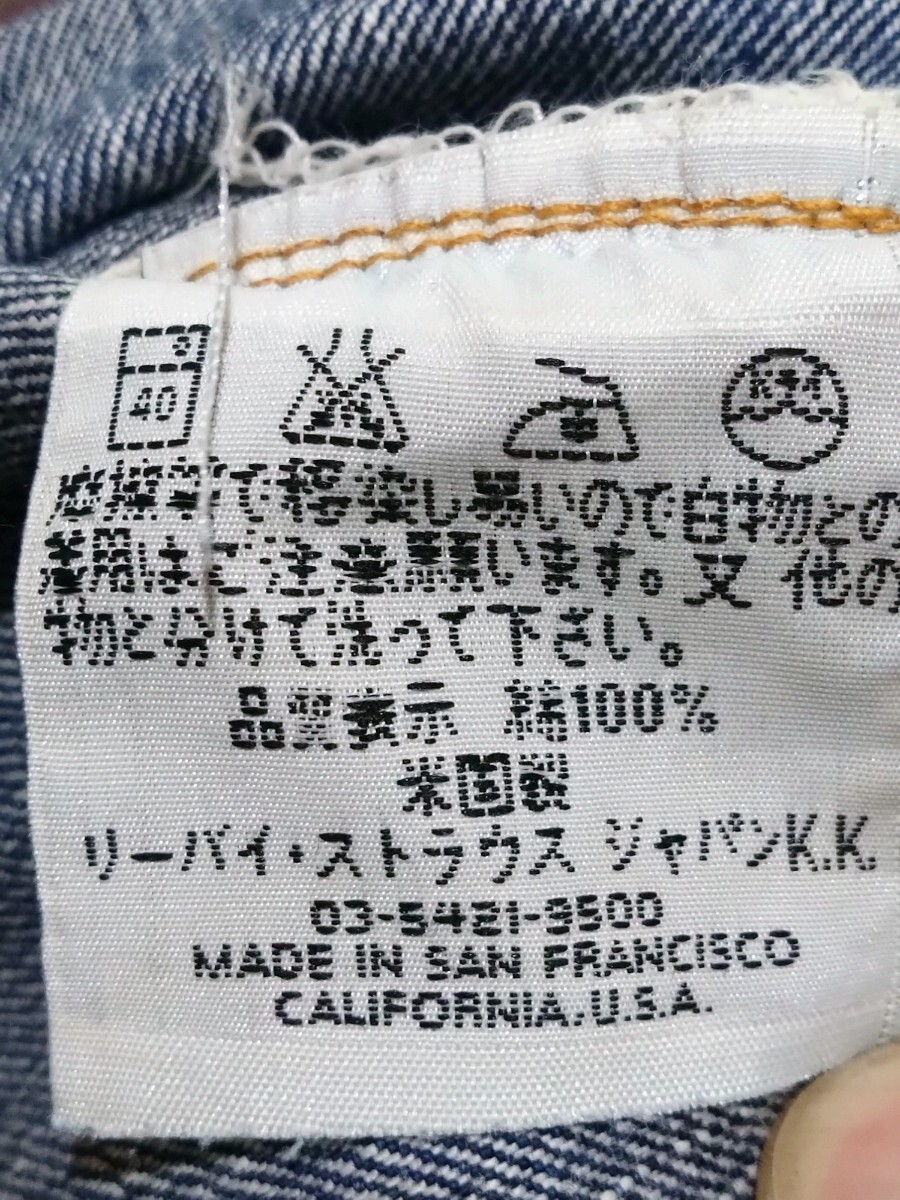 40
中
摩擦等で移染し易いので白物との
着用はご注意願います。又 他の
物と分けて洗って下さい。
品質表示 綿100%
米国製
リーバイ・ストラウス ジャパンK.K.
03-5421-9500
MADE IN SAN FRANCISCO
CALIFORNIA.U.S.A.